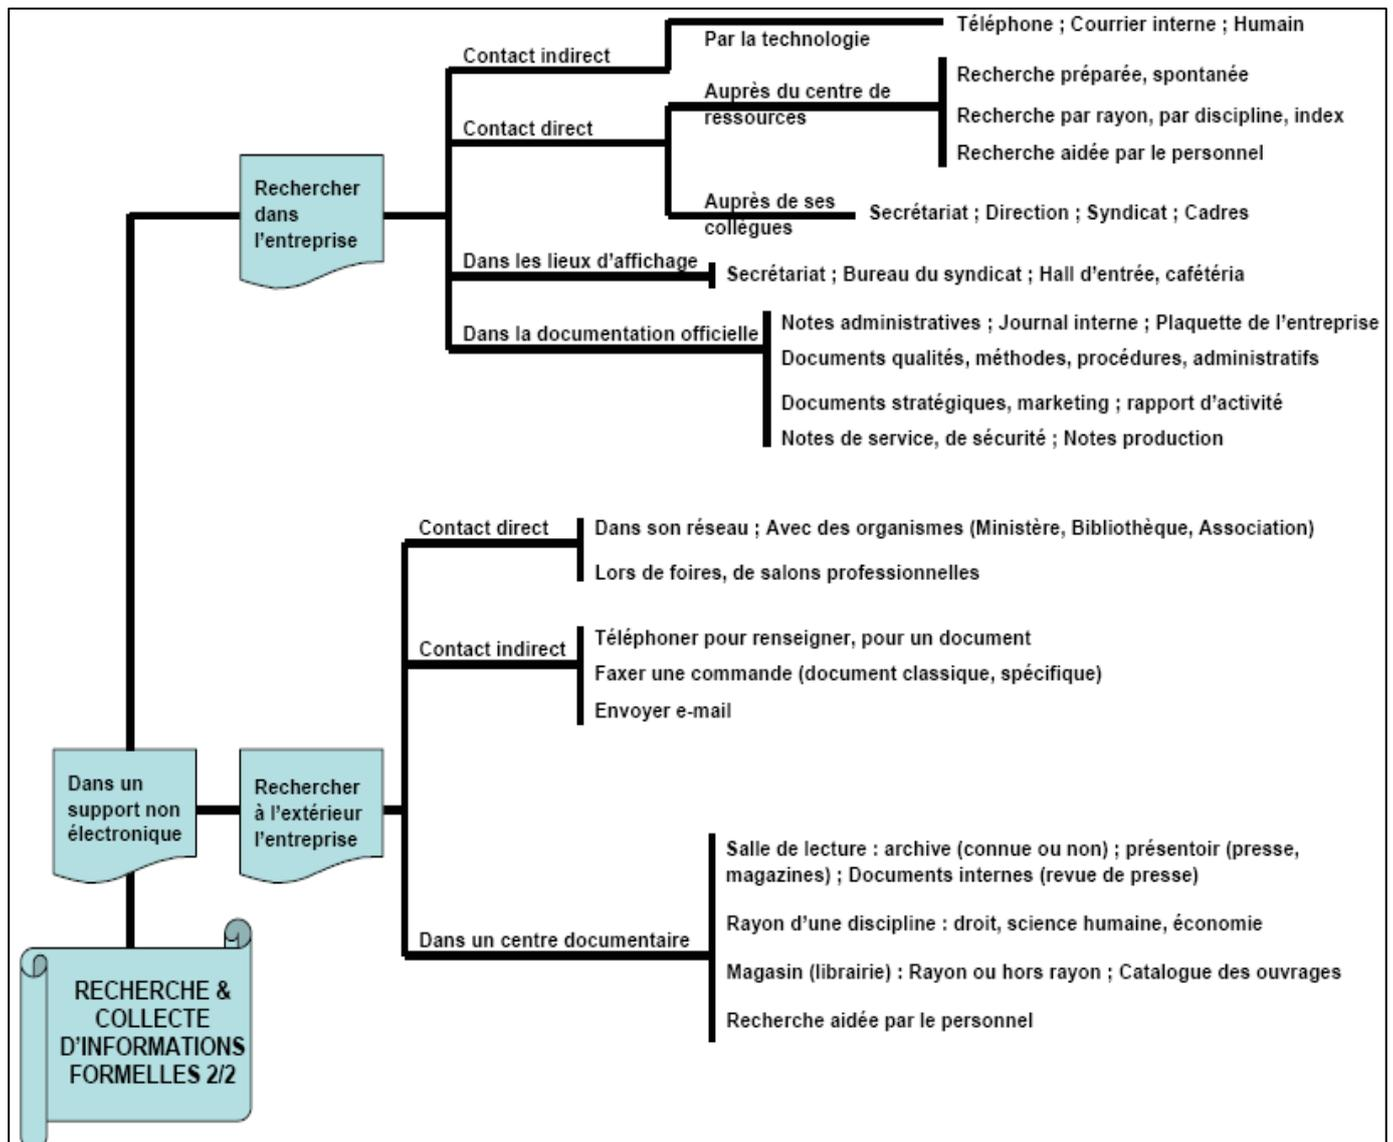 Par la technologie
Téléphone ; Courrier interne ; Humain
Contact indirect
Auprès du centre de
ressources
Recherche préparée, spontanée
Recherche par rayon, par discipline, index
Recherche aidée par le personnel
Contact direct
Auprès de ses
collègues
Secrétariat ; Direction ; Syndicat ; Cadres
Rechercher
dans
l’entreprise
Dans les lieux d’affichage
Secrétariat ; Bureau du syndicat ; Hall d’entrée, cafétéria
Dans la documentation officielle
Notes administratives ; Journal interne ; Plaquette de l’entreprise
Documents qualités, méthodes, procédures, administratifs
Documents stratégiques, marketing ; rapport d’activité
Notes de service, de sécurité ; Notes production
Contact direct
Dans son réseau ; Avec des organismes (Ministère, Bibliothèque, Association)
Lors de foires, de salons professionnelles
Contact indirect
Téléphoner pour renseigner, pour un document
Faxer une commande (document classique, spécifique)
Envoyer e-mail
Dans un
support non
électronique
Rechercher
à l’extérieur
l’entreprise
Dans un centre documentaire
Salle de lecture : archive (connue ou non) ; présentoir (presse,
magazines) ; Documents internes (revue de presse)
Rayon d’une discipline : droit, science humaine, économie
Magasin (librairie) : Rayon ou hors rayon ; Catalogue des ouvrages
Recherche aidée par le personnel
RECHERCHE &
COLLECTE
D’INFORMATIONS
FORMELLES 2/2